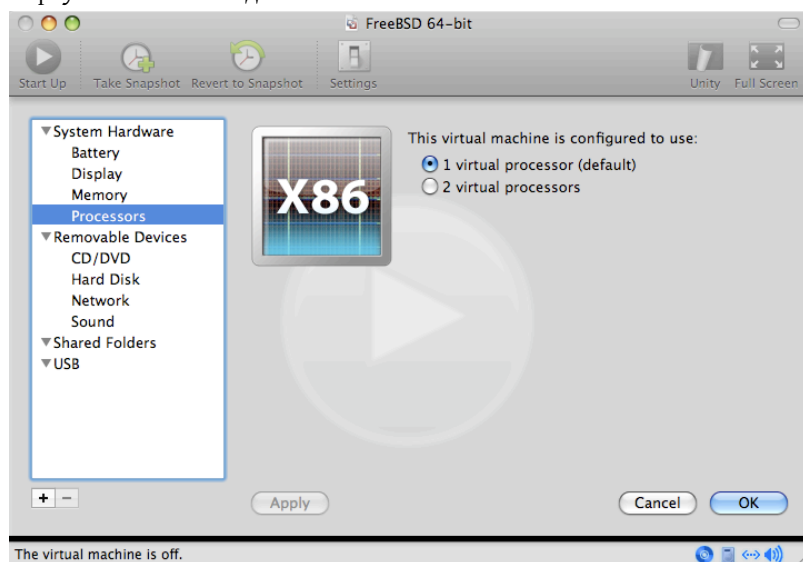 FreeBSD 64-bit
Start Up Take Snapshot Revert to Snapshot Settings Unity Full Screen
System Hardware
Battery
Display
Memory
Processors
Removable Devices
CD/DVD
Hard Disk
Network
Sound
Shared Folders
USB
X86
This virtual machine is configured to use:
1 virtual processor (default)
2 virtual processors
+ -
Apply
Cancel
OK
The virtual machine is off.